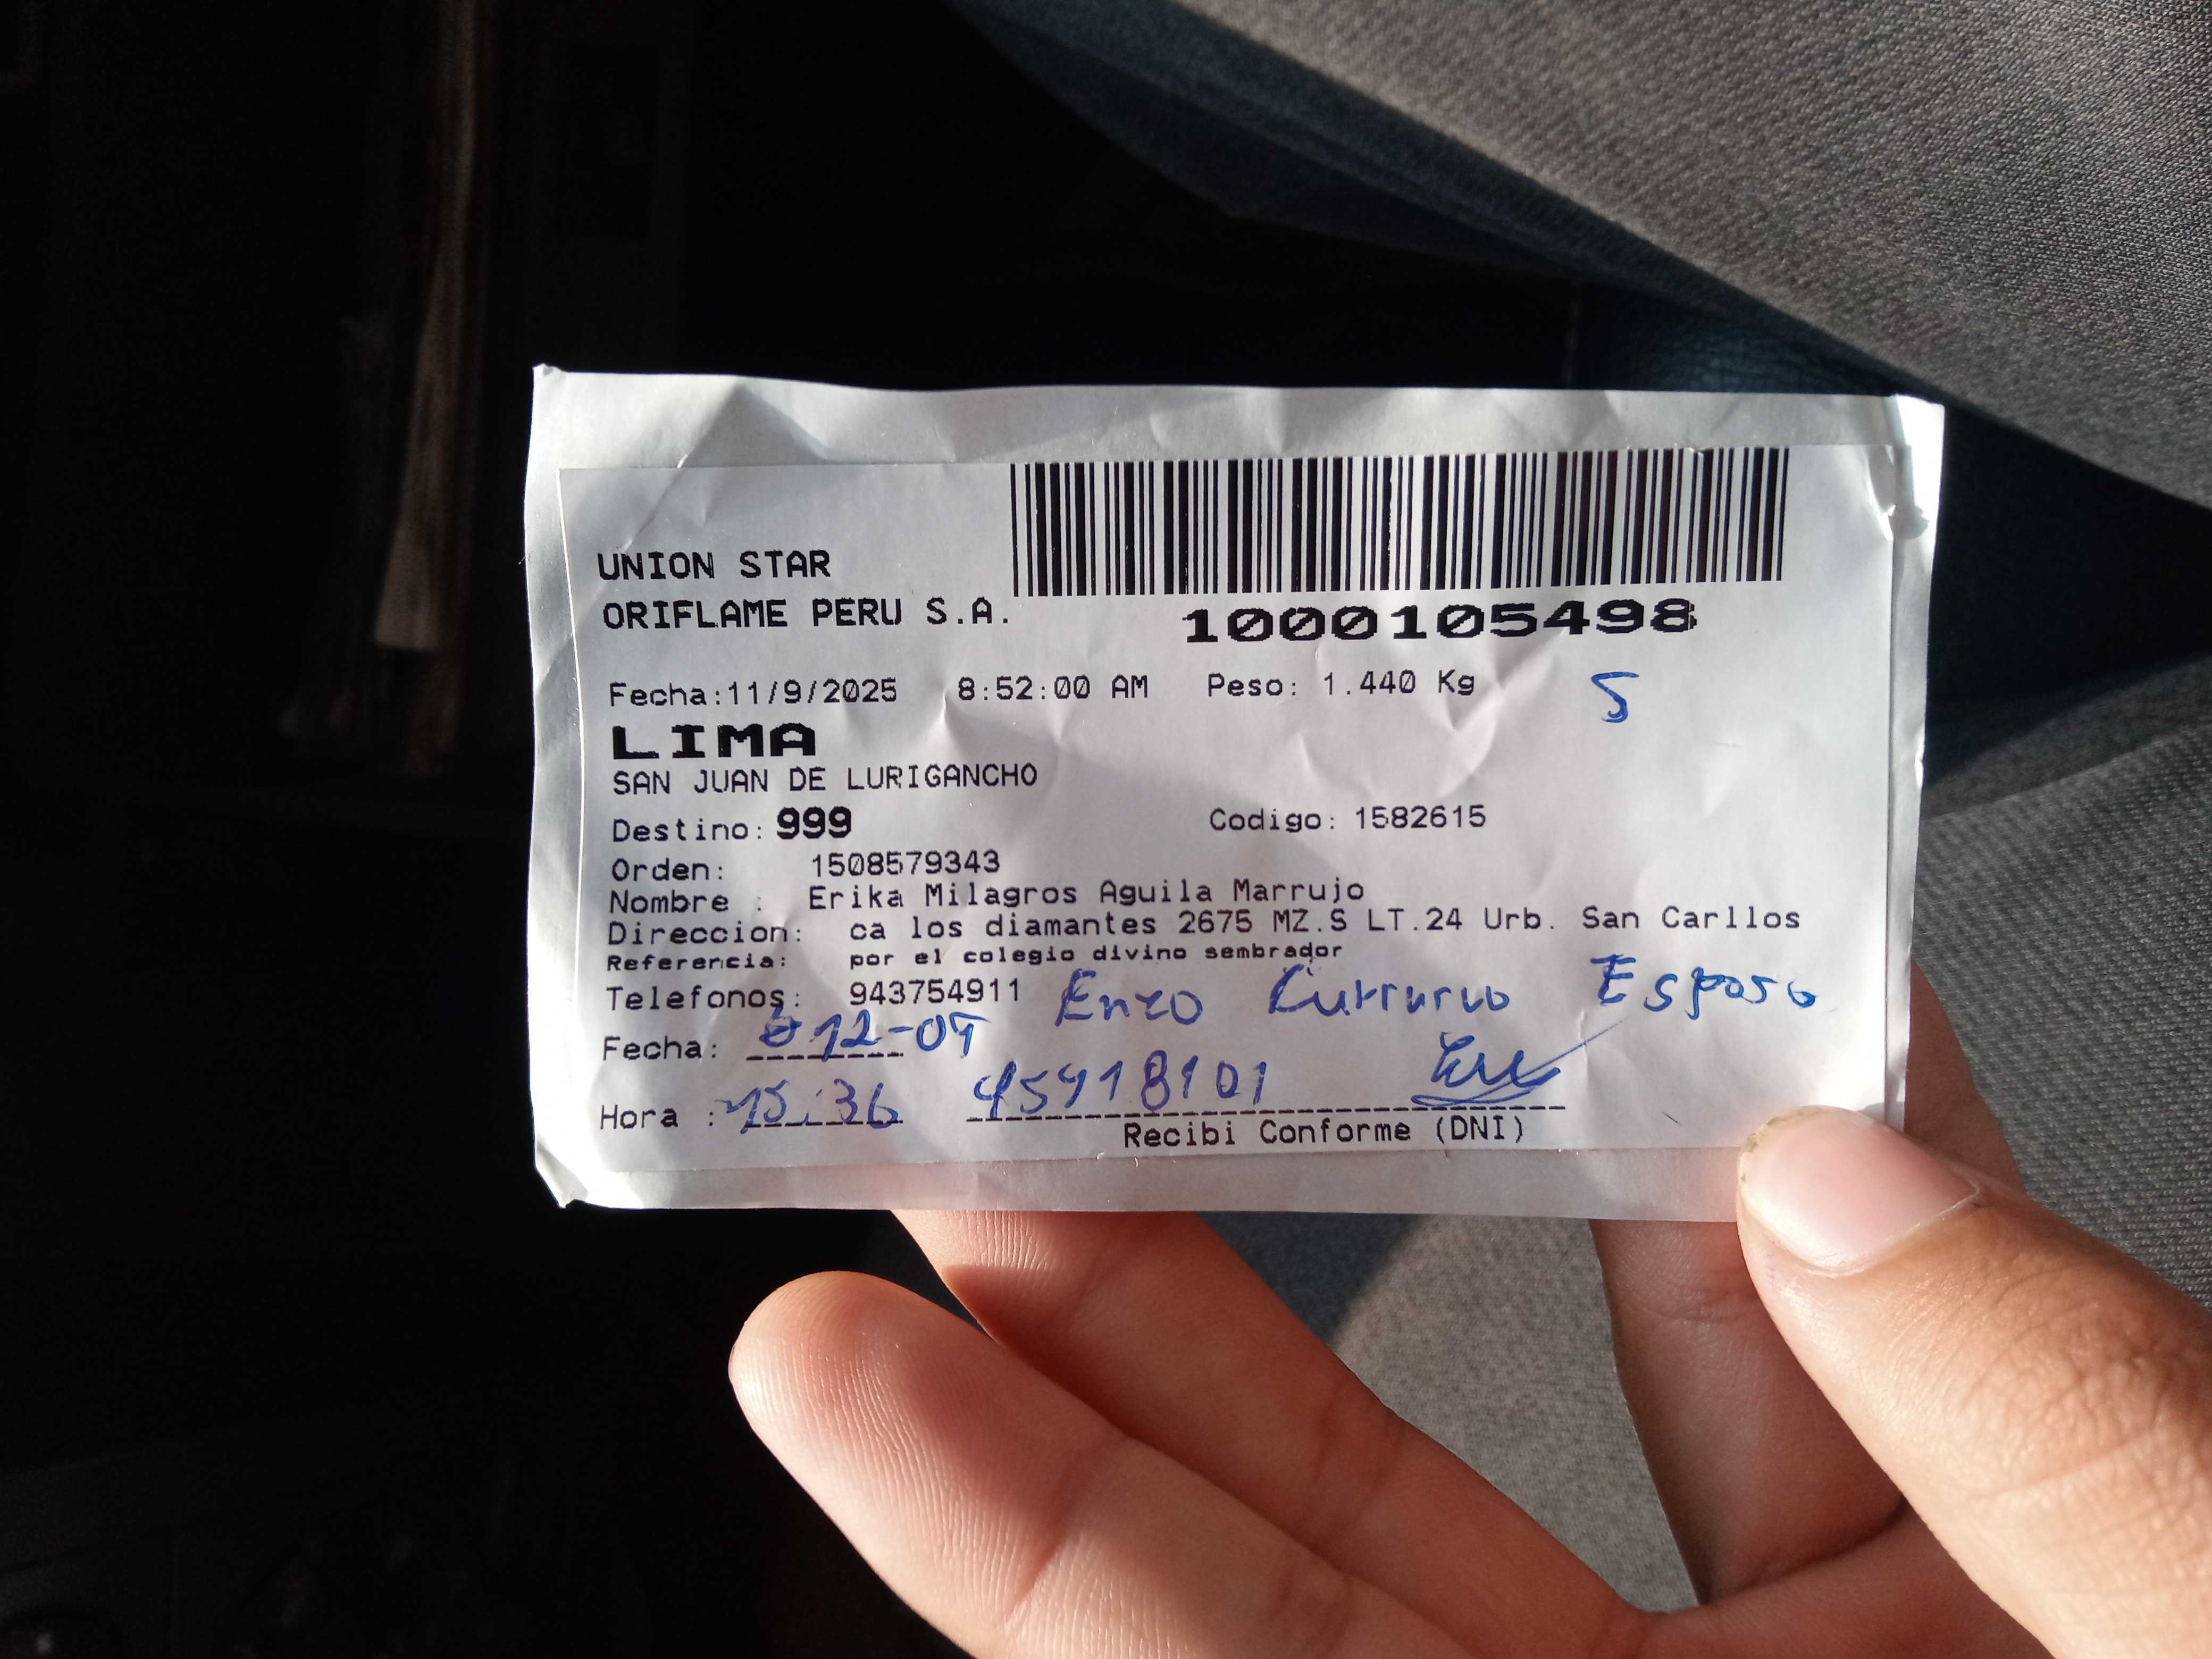 UNION STAR
ORIFLAME PERU S.A.
1000105498
Fecha:11/9/2025 8:52:00 AM Peso: 1.440 Kg 5
LIMA
SAN JUAN DE LURIGANCHO
Destino: 999 Codigo: 1582615
Orden: 1508579343
Nombre : Erika Milagros Aguila Marrujo
Direccion: ca los diamantes 2675 MZ.S LT.24 Urb. San Carllos
Referencia: por el colegio divino sembrador
Telefonos: 943754911 Enzo Esposo
Fecha: 12-09
Hora : 15:36 45918101
Recibi Conforme (DNI)